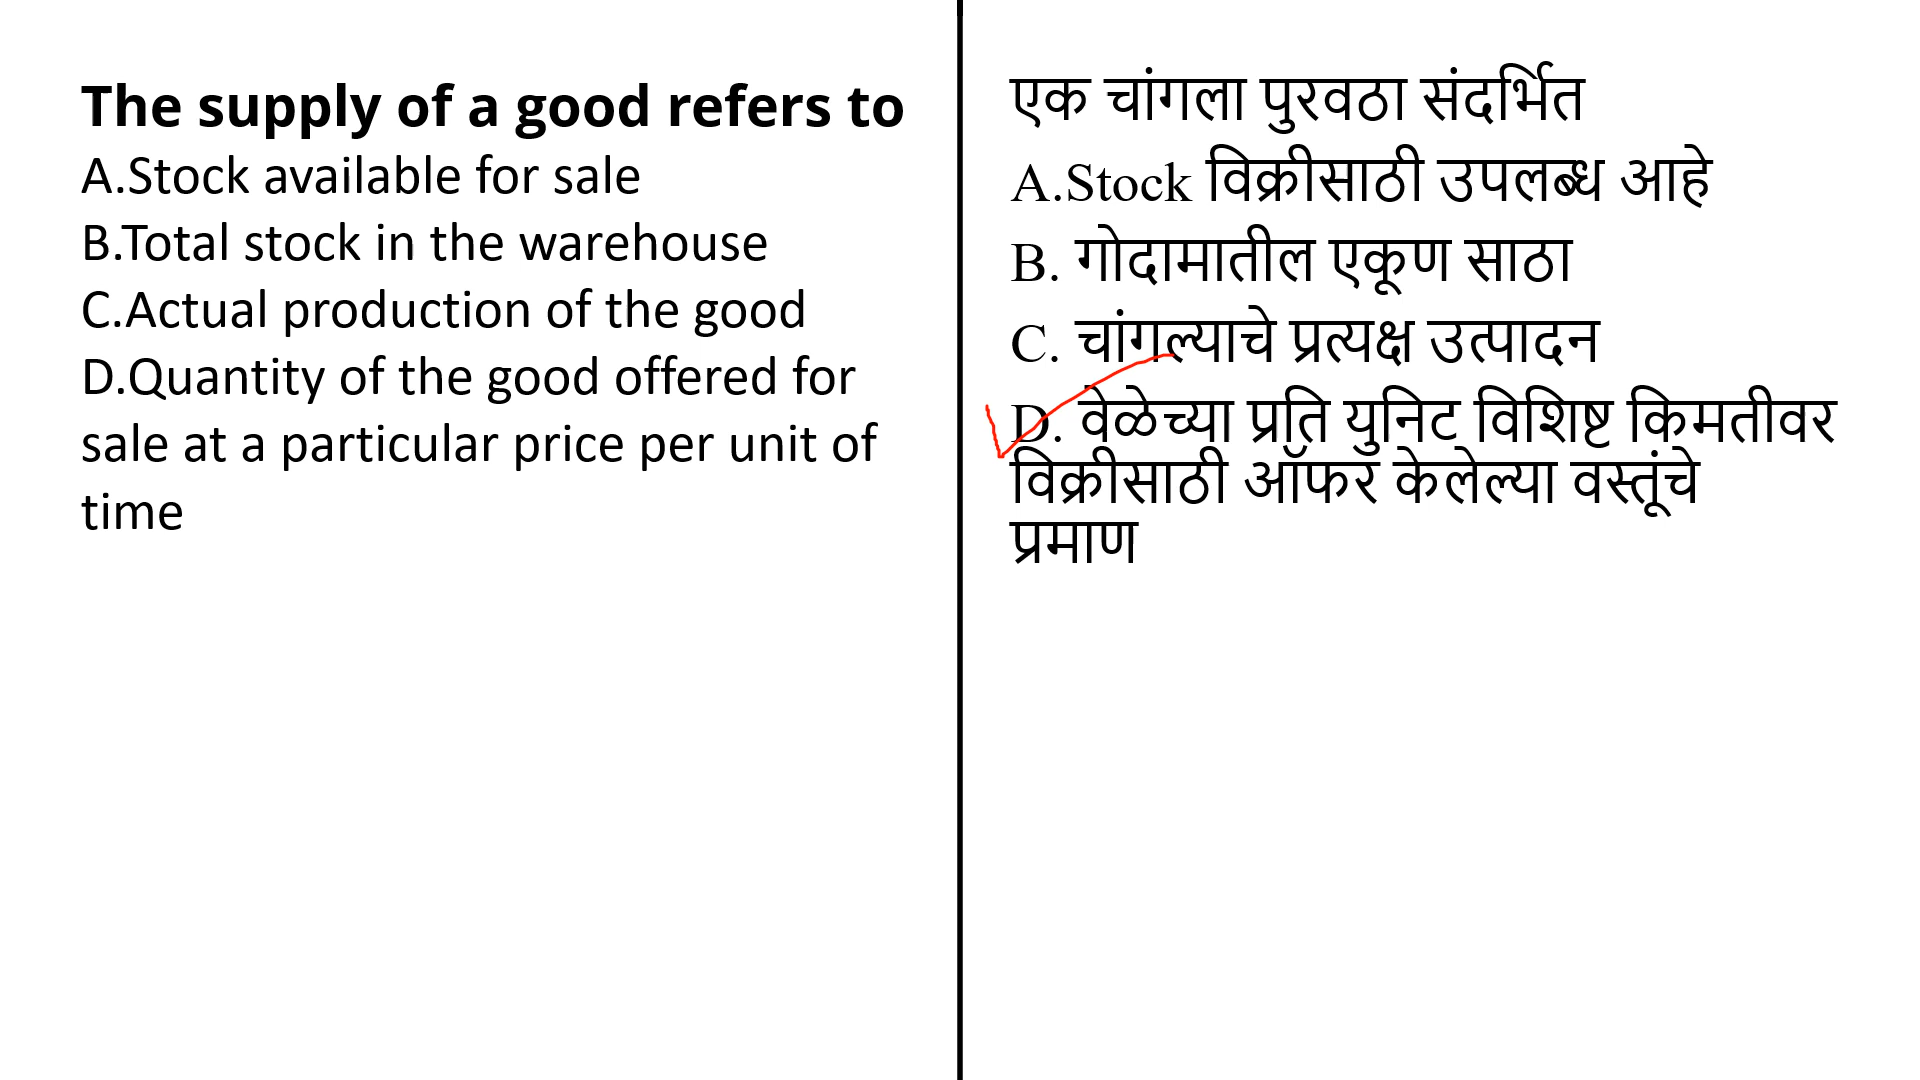 The supply of a good refers to
A.Stock available for sale
B.Total stock in the warehouse
C.Actual production of the good
D.Quantity of the good offered for
sale at a particular price per unit of
time
एक चांगला पुरवठा संदर्भित
A.Stock विक्रीसाठी उपलब्ध आहे
B. गोदामातील एकूण साठा
C. चांगल्याचे प्रत्यक्ष उत्पादन
D. वेळेच्या प्रति युनिट विशिष्ट किमतीवर
विक्रीसाठी ऑफर केलेल्या वस्तूंचे
प्रमाण